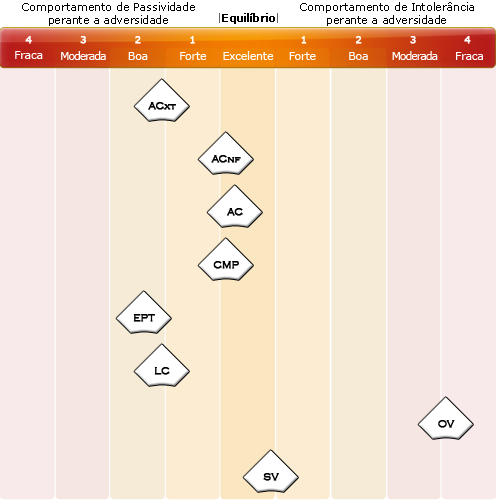 Comportamento de Passividade
perante a adversidade
|Equilíbrio|
Comportamento de Intolerância
perante a adversidade
4 3 2 1 1 2 3 4
Fraca Moderada Boa Forte Excelente Forte Boa Moderada Fraca
ACXT
ACNF
AC
CMP
EPT
LC
OV
SV